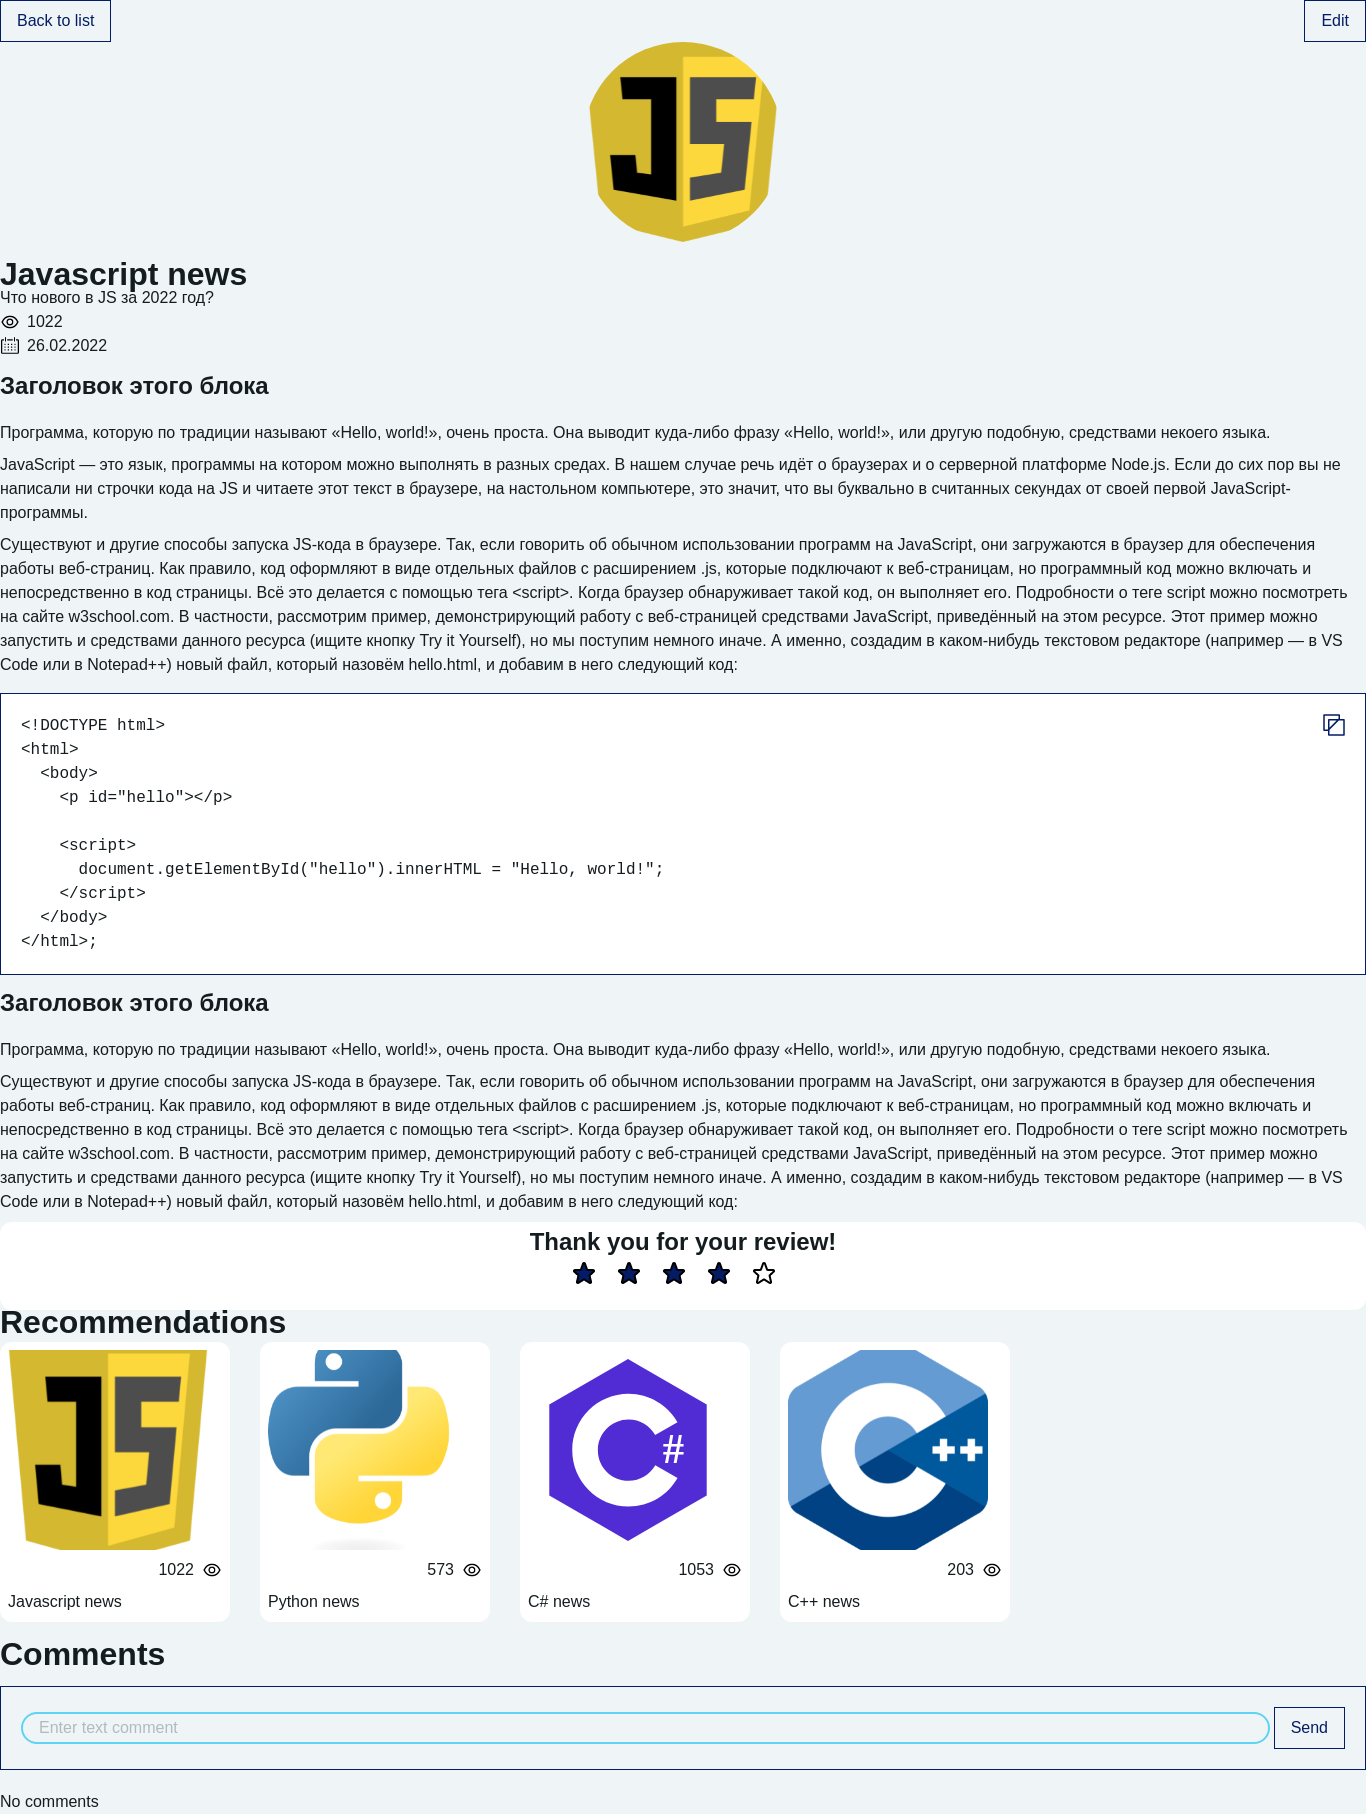 Back to list
Edit
JS
Javascript news
Что нового в JS за 2022 год?
1022
26.02.2022
Заголовок этого блока
Программа, которую по традиции называют «Hello, world!», очень проста. Она выводит куда-либо фразу «Hello, world!», или другую подобную, средствами некоего языка.
JavaScript — это язык, программы на котором можно выполнять в разных средах. В нашем случае речь идёт о браузерах и о серверной платформе Node.js. Если до сих пор вы не
написали ни строчки кода на JS и читаете этот текст в браузере, на настольном компьютере, это значит, что вы буквально в считанных секундах от своей первой JavaScript-
программы.
Существуют и другие способы запуска JS-кода в браузере. Так, если говорить об обычном использовании программ на JavaScript, они загружаются в браузер для обеспечения
работы веб-страниц. Как правило, код оформляют в виде отдельных файлов с расширением .js, которые подключают к веб-страницам, но программный код можно включать и
непосредственно в код страницы. Всё это делается с помощью тега <script>. Когда браузер обнаруживает такой код, он выполняет его. Подробности о теге script можно посмотреть
на сайте w3school.com. В частности, рассмотрим пример, демонстрирующий работу с веб-страницей средствами JavaScript, приведённый на этом ресурсе. Этот пример можно
запустить и средствами данного ресурса (ищите кнопку Try it Yourself), но мы поступим немного иначе. А именно, создадим в каком-нибудь текстовом редакторе (например — в VS
Code или в Notepad++) новый файл, который назовём hello.html, и добавим в него следующий код:
<!DOCTYPE html>
<html>
  <body>
    <p id="hello"></p>
    <script>
      document.getElementById("hello").innerHTML = "Hello, world!";
    </script>
  </body>
</html>;
Заголовок этого блока
Программа, которую по традиции называют «Hello, world!», очень проста. Она выводит куда-либо фразу «Hello, world!», или другую подобную, средствами некоего языка.
Существуют и другие способы запуска JS-кода в браузере. Так, если говорить об обычном использовании программ на JavaScript, они загружаются в браузер для обеспечения
работы веб-страниц. Как правило, код оформляют в виде отдельных файлов с расширением .js, которые подключают к веб-страницам, но программный код можно включать и
непосредственно в код страницы. Всё это делается с помощью тега <script>. Когда браузер обнаруживает такой код, он выполняет его. Подробности о теге script можно посмотреть
на сайте w3school.com. В частности, рассмотрим пример, демонстрирующий работу с веб-страницей средствами JavaScript, приведённый на этом ресурсе. Этот пример можно
запустить и средствами данного ресурса (ищите кнопку Try it Yourself), но мы поступим немного иначе. А именно, создадим в каком-нибудь текстовом редакторе (например — в VS
Code или в Notepad++) новый файл, который назовём hello.html, и добавим в него следующий код:
Thank you for your review!
Recommendations
JS
1022
Javascript news
573
Python news
C#
1053
C# news
C++
203
C++ news
Comments
Enter text comment
Send
No comments